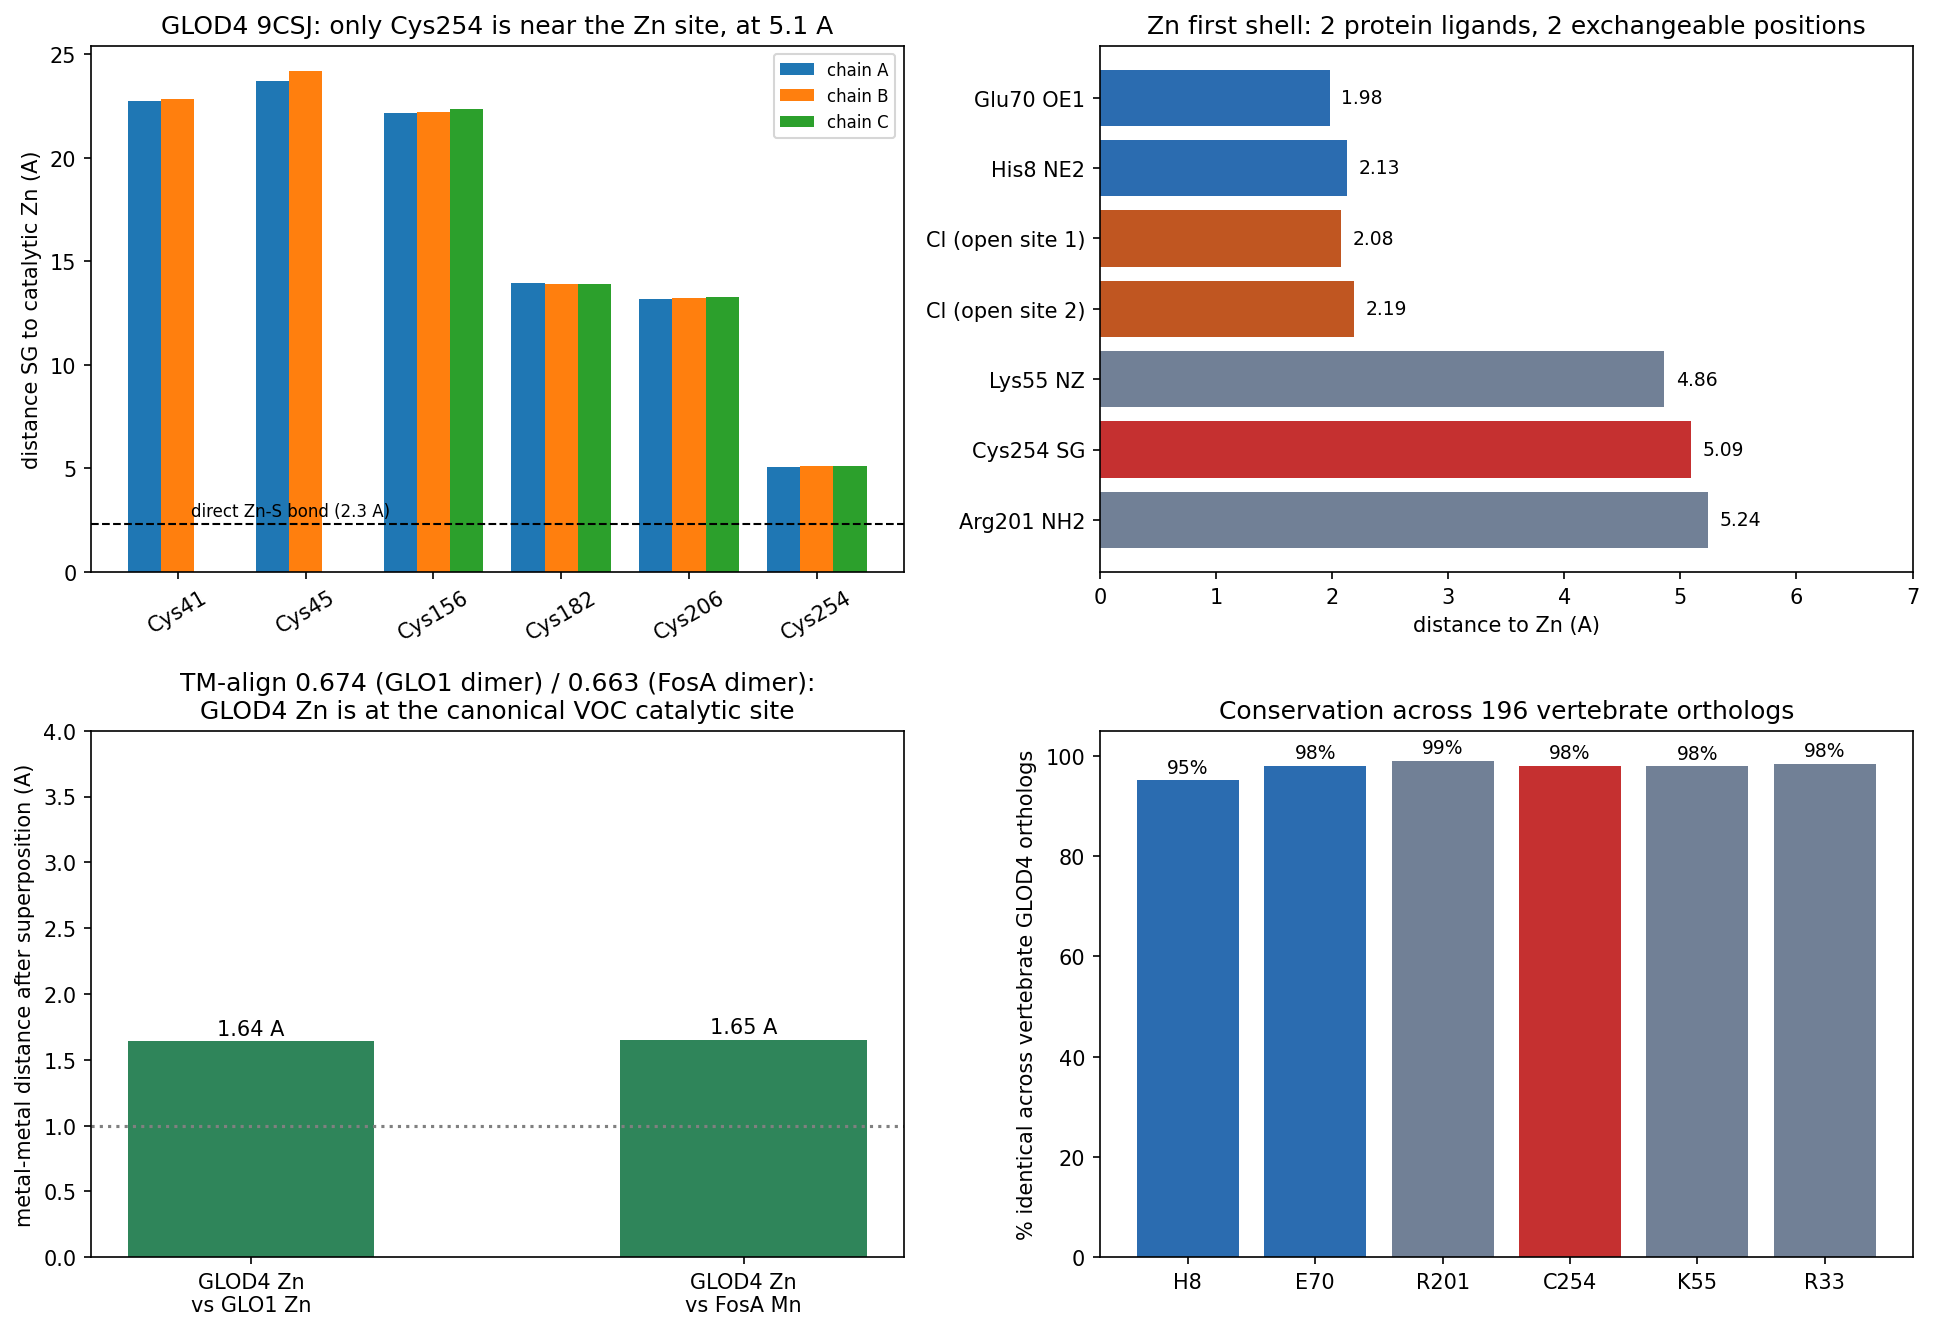 GLOD4 9CSJ: only Cys254 is near the Zn site, at 5.1 A
distance SG to catalytic Zn (A)
25
20
15
10
5
0
chain A
chain B
chain C
direct Zn-S bond (2.3 A)
Cys41
Cys45
Cys156
Cys182
Cys206
Cys254
Zn first shell: 2 protein ligands, 2 exchangeable positions
Glu70 OE1
1.98
His8 NE2
2.13
Cl (open site 1)
2.08
Cl (open site 2)
2.19
Lys55 NZ
4.86
Cys254 SG
5.09
Arg201 NH2
5.24
0 1 2 3 4 5 6 7
distance to Zn (A)
TM-align 0.674 (GLO1 dimer) / 0.663 (FosA dimer):
GLOD4 Zn is at the canonical VOC catalytic site
metal-metal distance after superposition (A)
4.0
3.5
3.0
2.5
2.0
1.5
1.0
0.5
0.0
1.64 A
1.65 A
GLOD4 Zn
vs GLO1 Zn
GLOD4 Zn
vs FosA Mn
Conservation across 196 vertebrate orthologs
% identical across vertebrate GLOD4 orthologs
100
80
60
40
20
0
95%
98%
99%
98%
98%
98%
H8
E70
R201
C254
K55
R33